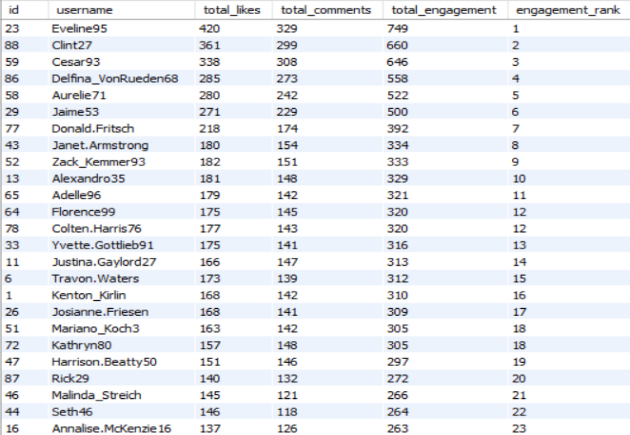 id username total_likes total_comments total_engagement engagement_rank
23 Eveline95 420 329 749 1
88 Clint27 361 299 660 2
59 Cesar93 338 308 646 3
86 Delfina_VonRueden68 285 273 558 4
58 Aurelie71 280 242 522 5
29 Jaime53 271 229 500 6
77 Donald.Fritsch 218 174 392 7
43 Janet.Armstrong 180 154 334 8
52 Zack_Kemmer93 182 151 333 9
13 Alexandro35 181 148 329 10
65 Adelle96 179 142 321 11
64 Florence99 175 145 320 12
78 Colten.Harris76 177 143 320 12
33 Yvette.Gottlieb91 175 141 316 13
11 Justina.Gaylord27 166 147 313 14
6 Travon.Waters 173 139 312 15
1 Kenton_Kirlin 168 142 310 16
26 Josianne.Friesen 168 141 309 17
51 Mariano_Koch3 163 142 305 18
72 Kathryn80 157 148 305 18
47 Harrison.Beatty50 151 146 297 19
87 Rick29 140 132 272 20
46 Malinda_Streich 145 121 266 21
44 Seth46 146 118 264 22
16 Annalise.McKenzie16 137 126 263 23